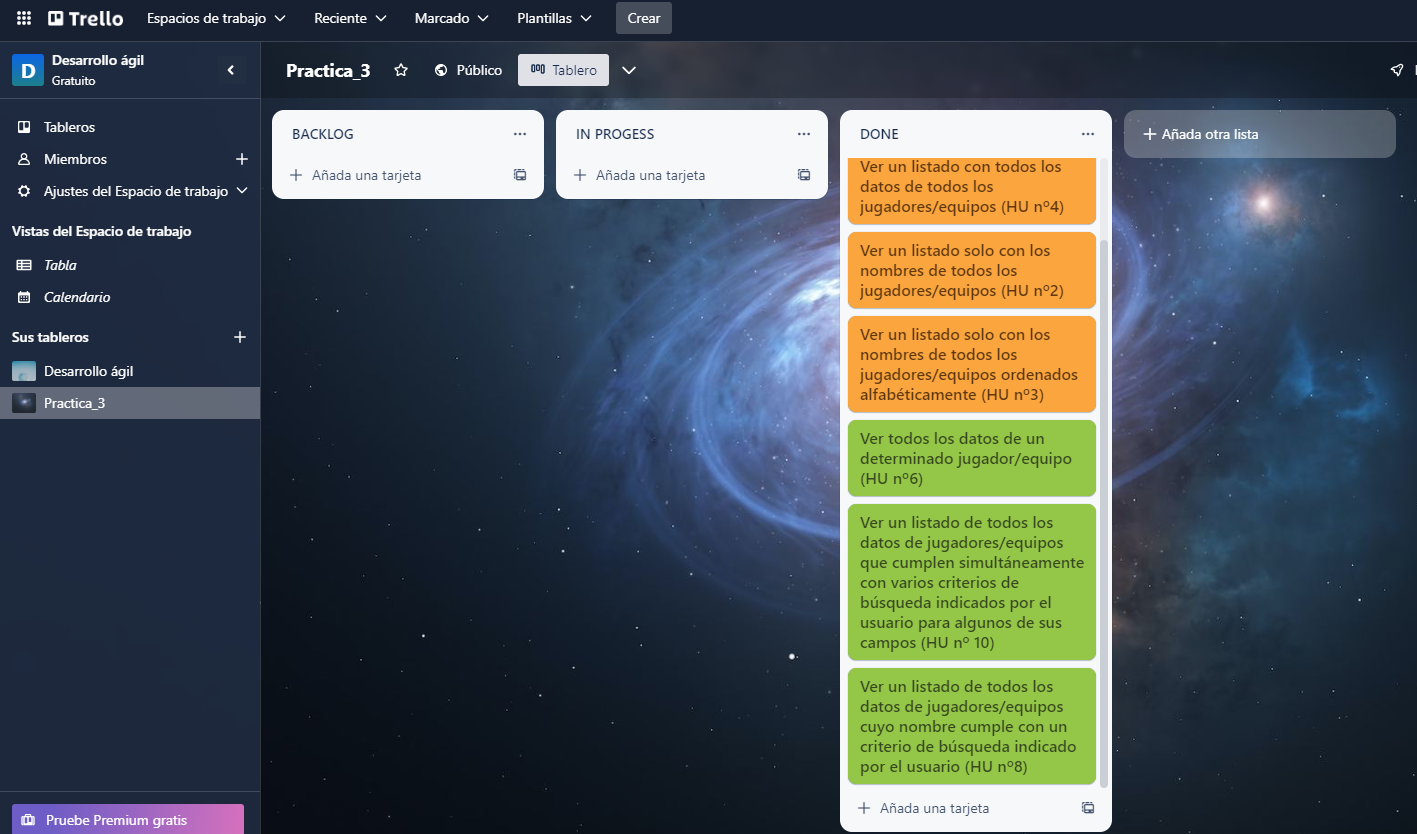 Trello
Espacios de trabajo
Reciente
Marcado
Plantillas
Crear
D
Desarrollo ágil
Gratuito
Practica_3
Público
Tablero
Tableros
Miembros
Ajustes del Espacio de trabajo
Vistas del Espacio de trabajo
Tabla
Calendario
Sus tableros
Desarrollo ágil
Practica_3
Pruebe Premium gratis
BACKLOG
Añada una tarjeta
IN PROGESS
Añada una tarjeta
DONE
Ver un listado con todos los
datos de todos los
jugadores/equipos (HU nº4)
Ver un listado solo con los
nombres de todos los
jugadores/equipos (HU nº2)
Ver un listado solo con los
nombres de todos los
jugadores/equipos ordenados
alfabéticamente (HU nº3)
Ver todos los datos de un
determinado jugador/equipo
(HU nº6)
Ver un listado de todos los
datos de jugadores/equipos
que cumplen simultáneamente
con varios criterios de
búsqueda indicados por el
usuario para algunos de sus
campos (HU nº 10)
Ver un listado de todos los
datos de jugadores/equipos
cuyo nombre cumple con un
criterio de búsqueda indicado
por el usuario (HU nº8)
Añada una tarjeta
Añada otra lista